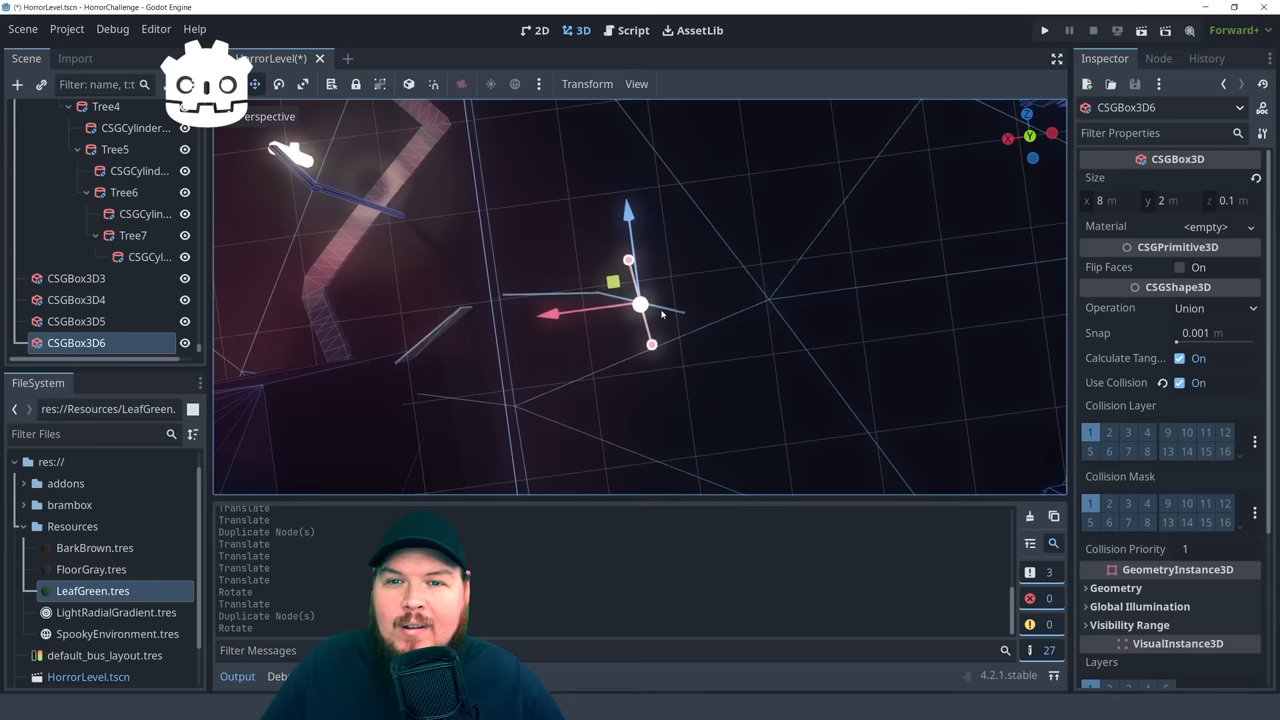 (*) HorrorLevel.tscn - HorrorChallenge - Godot Engine
Scene Project Debug Editor Help
2D 3D Script AssetLib
Forward+
Scene Import
HorrorLevel(*)
Inspector Node History
Filter: name, t:t
Transform View
CSGBox3D6
Filter Properties
Tree4
CSGCylinder...
Tree5
CSGCylind...
Tree6
CSGCylin...
Tree7
CSGCyl...
CSGBox3D3
CSGBox3D4
CSGBox3D5
CSGBox3D6
erspective
X Y Z
CSGBox3D
Size
x 8 m y 2 m z 0.1 m
Material <empty>
CSGPrimitive3D
Flip Faces On
CSGShape3D
Operation Union
Snap 0.001 m
Calculate Tang... On
Use Collision On
Collision Layer
1 2 3 4 9 10 11 12
5 6 7 8 13 14 15 16
Collision Mask
1 2 3 4 9 10 11 12
5 6 7 8 13 14 15 16
Collision Priority 1
GeometryInstance3D
Geometry
Global Illumination
Visibility Range
VisualInstance3D
Layers
FileSystem
res://Resources/LeafGreen.
Filter Files
res://
addons
brambox
Resources
BarkBrown.tres
FloorGray.tres
LeafGreen.tres
LightRadialGradient.tres
SpookyEnvironment.tres
default_bus_layout.tres
HorrorLevel.tscn
Translate
Translate
Duplicate Node(s)
Translate
Translate
Translate
Translate
Rotate
Translate
Duplicate Node(s)
Rotate
3
0
0
27
Filter Messages
Output Deb
4.2.1.stable